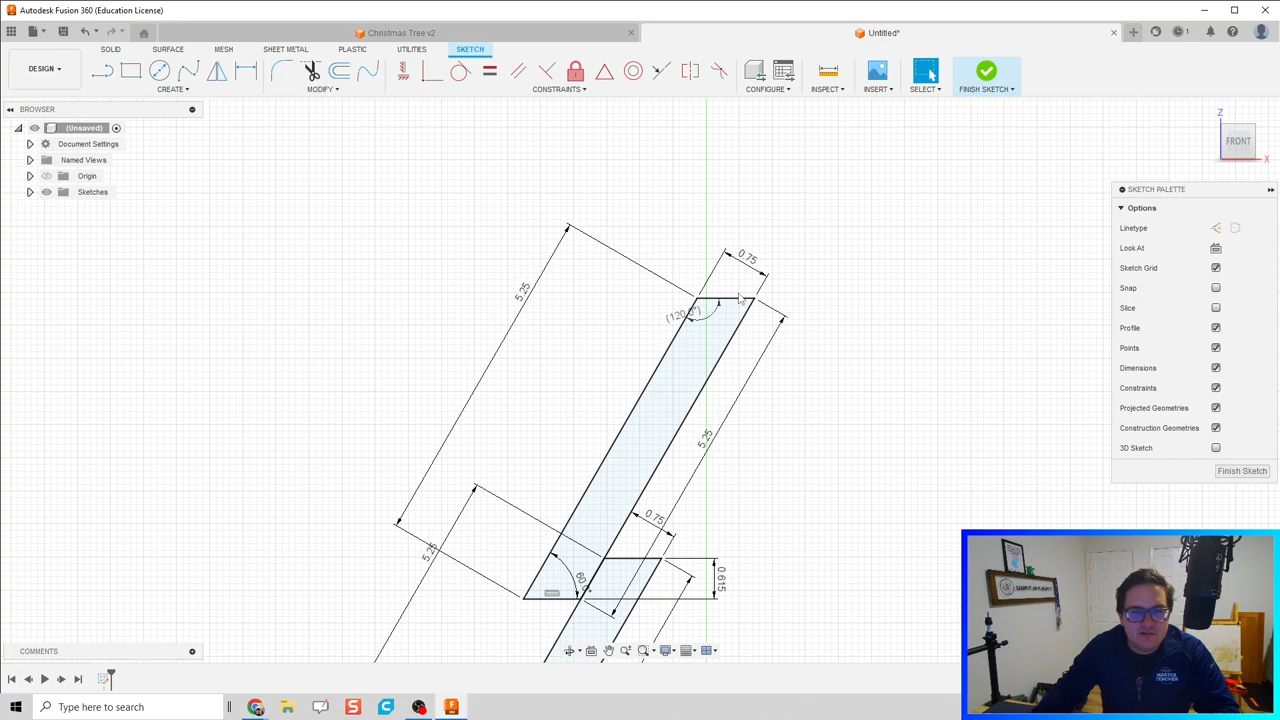 Autodesk Fusion 360 (Education License)
Christmas Tree v2
Untitled*
1
DESIGN
SOLID
SURFACE
MESH
SHEET METAL
PLASTIC
UTILITIES
SKETCH
CREATE
MODIFY
CONSTRAINTS
CONFIGURE
INSPECT
INSERT
SELECT
FINISH SKETCH
BROWSER
(Unsaved)
Document Settings
Named Views
Origin
Sketches
Z
FRONT
X
SKETCH PALETTE
Options
Linetype
Look At
Sketch Grid
Snap
Slice
Profile
Points
Dimensions
Constraints
Projected Geometries
Construction Geometries
3D Sketch
Finish Sketch
0.75
5.25
(120.0°)
5.25
0.75
5.25
60.0°
0.615
COMMENTS
MASTER
TEACHER
Type here to search